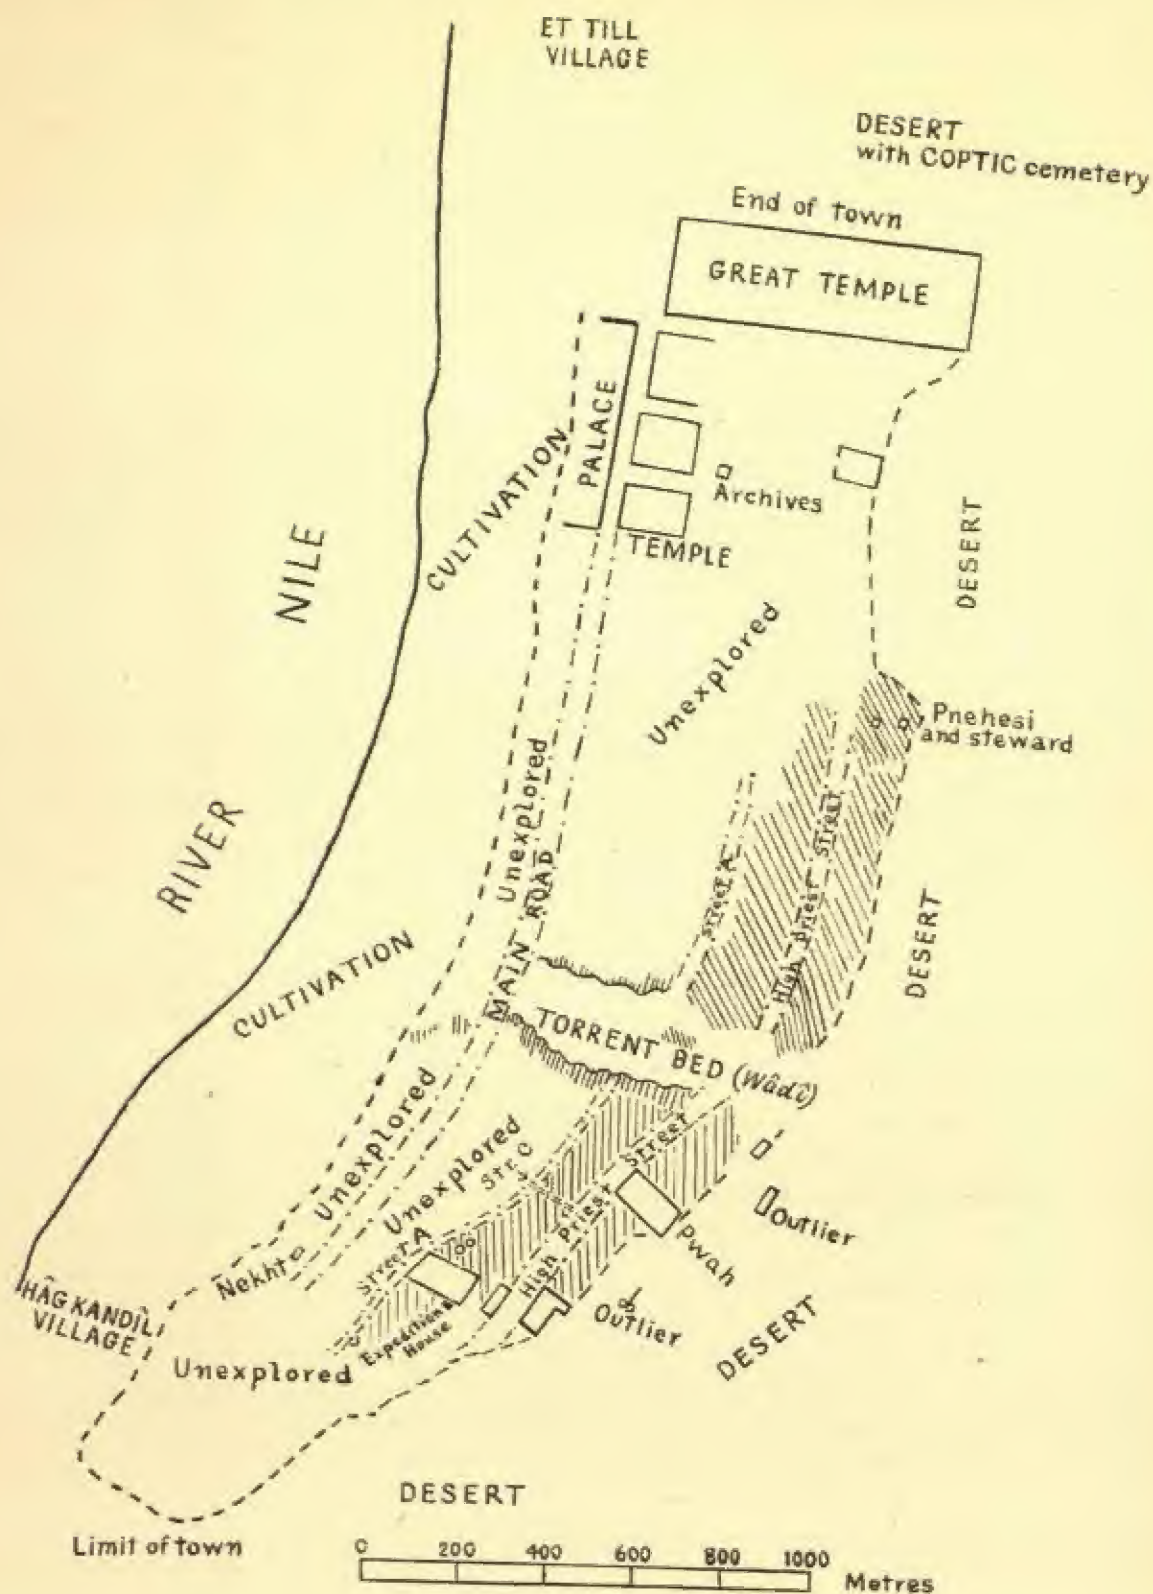 ET TILL
VILLAGE
DESERT
with COPTIC cemetery
End of town
GREAT TEMPLE
PALACE
CULTIVATION
Archives
TEMPLE
DESERT
NILE
Unexplored
Pnehesi
and steward
Unexplored
RIVER
Street A
High Priest Street
MAIN ROAD
DESERT
CULTIVATION
TORRENT BED (Wâdî)
Unexplored
Unexplored
Str. C
High Priest Street
Outlier
Pwah
Street A
Nekht
HÂG KANDÎL
VILLAGE
Expedition
House
Outlier
DESERT
Unexplored
DESERT
Limit of town
0 200 400 600 800 1000
Metres